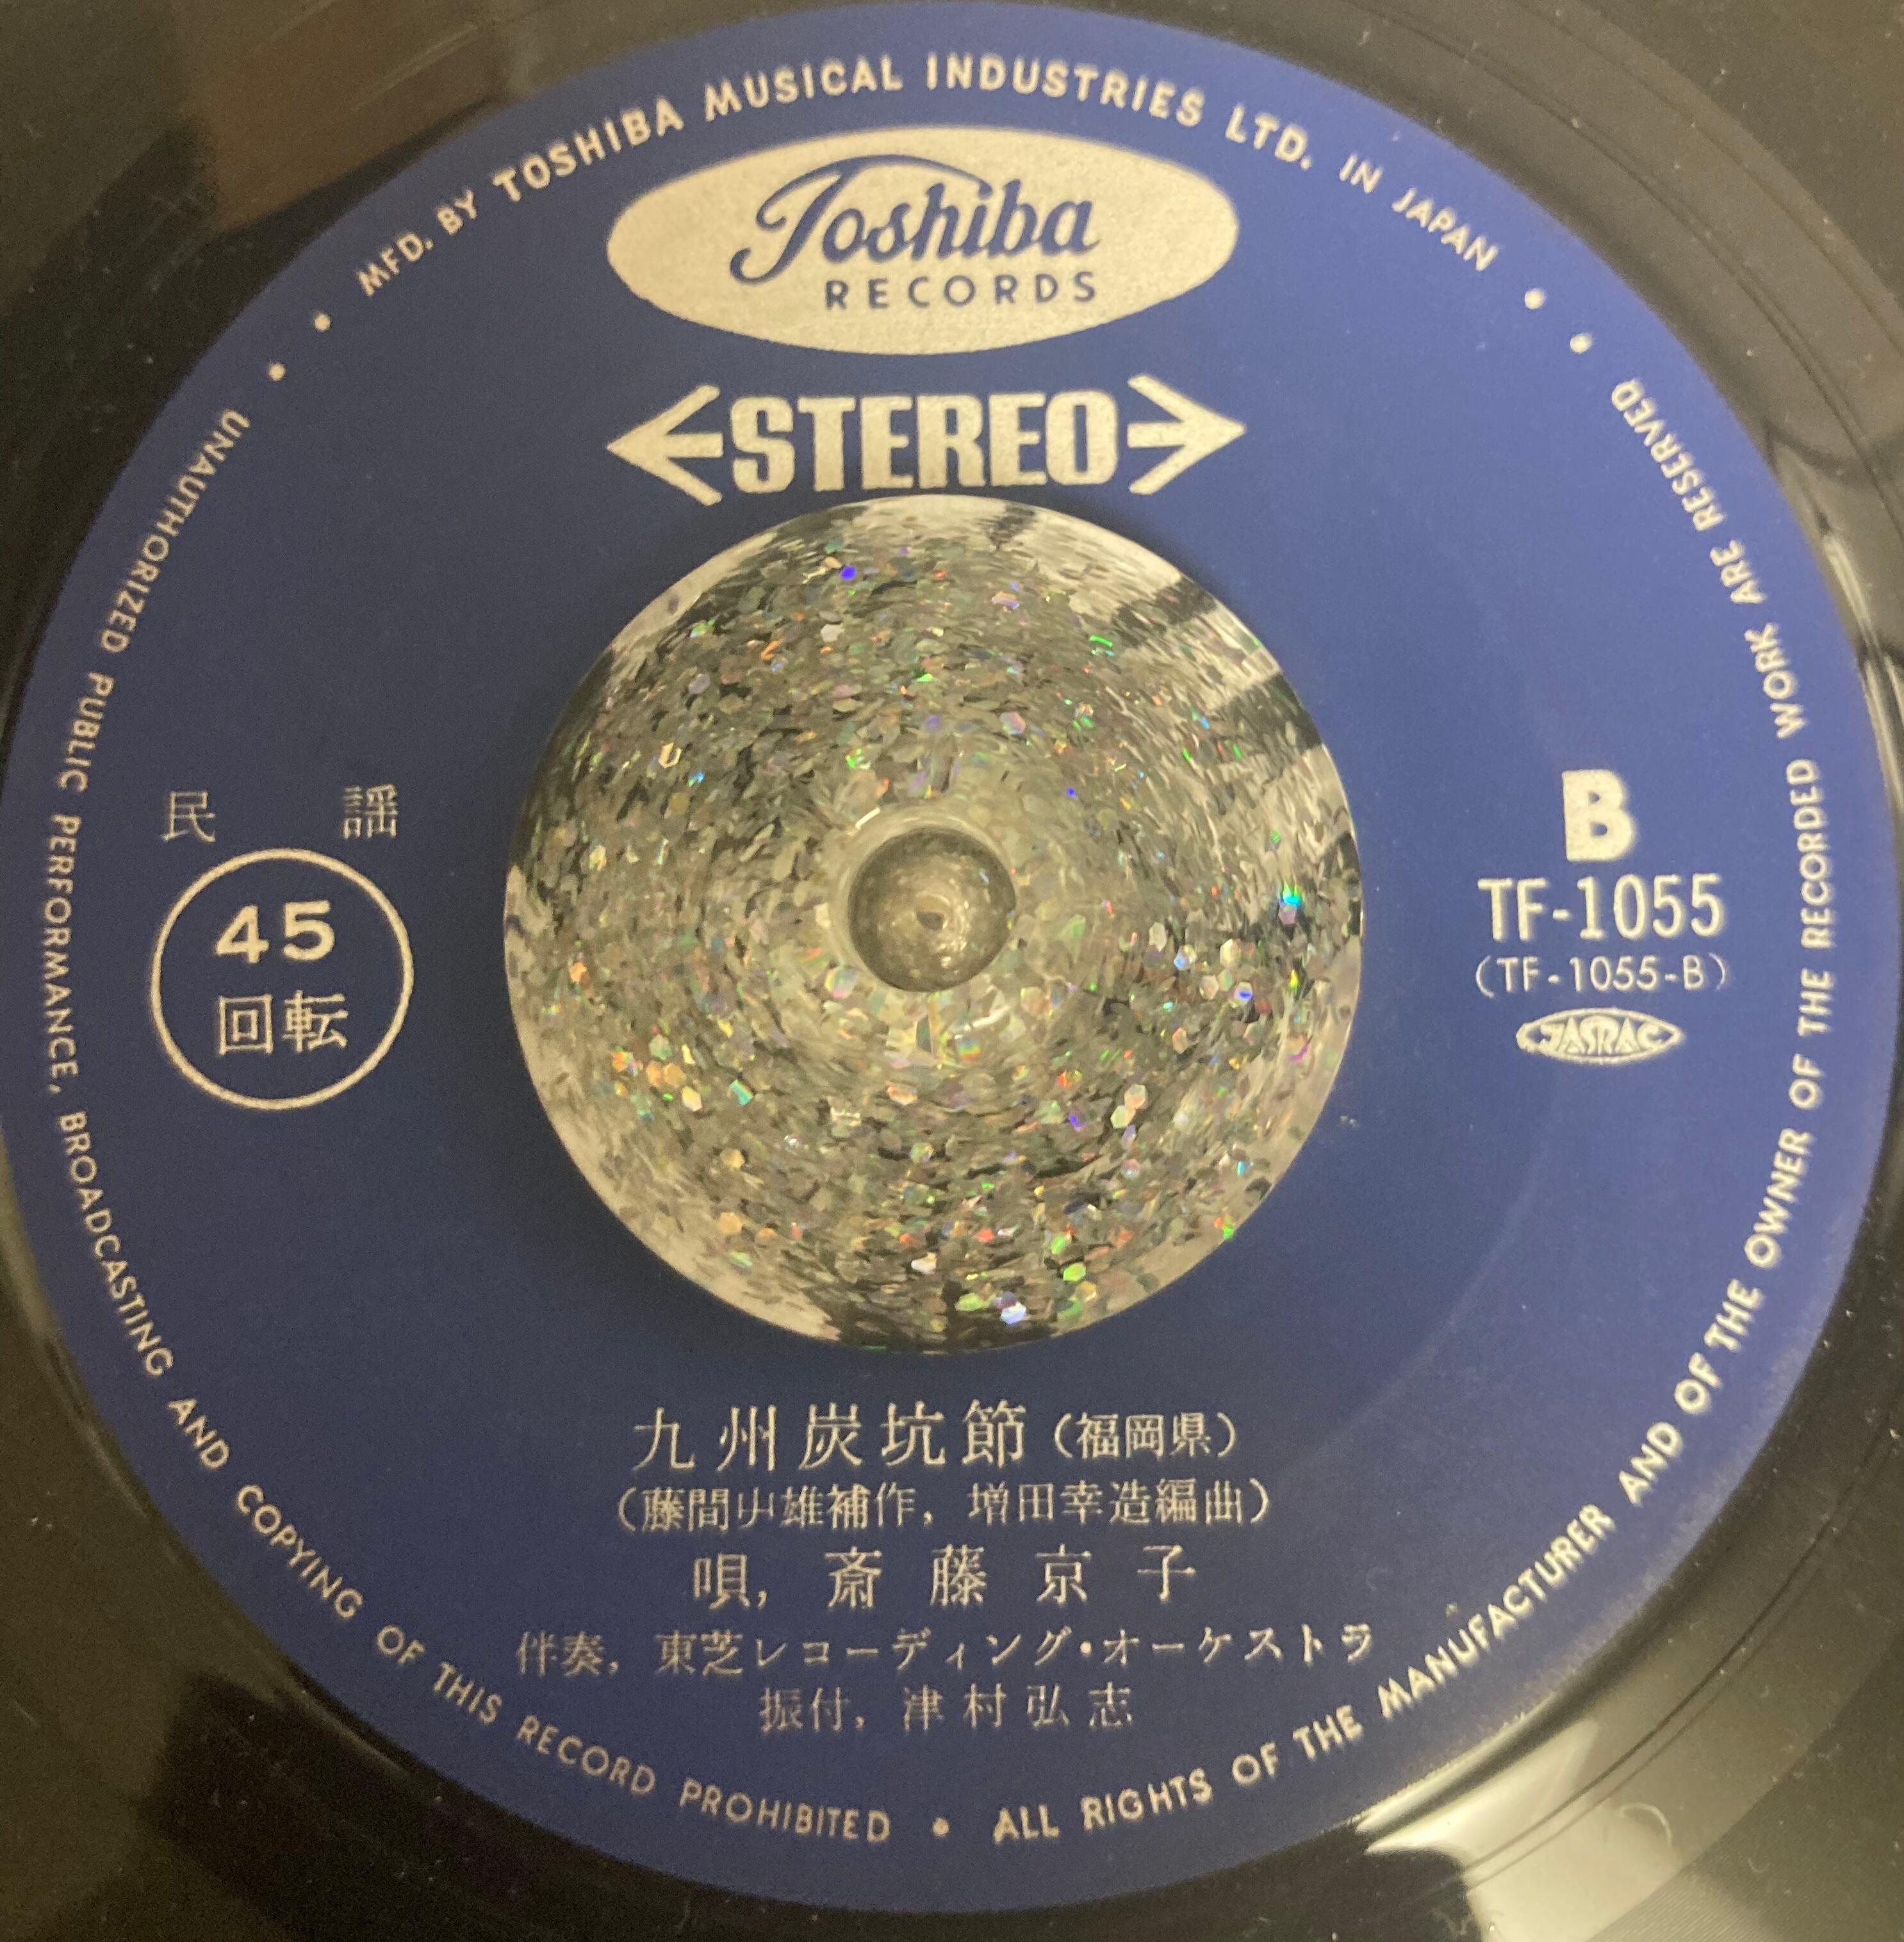 MFD. BY TOSHIBA MUSICAL INDUSTRIES LTD. IN JAPAN
Toshiba
RECORDS
STEREO
民謡
45
回転
B
TF-1055
(TF-1055-B)
JASRAC
九州炭坑節(福岡県)
(藤間 雄補作, 増田幸造編曲)
唄, 斎藤京子
伴奏, 東芝レコーディング・オーケストラ
振付, 津村弘志
UNAUTHORIZED PUBLIC PERFORMANCE, BROADCASTING AND COPYING OF THIS RECORD PROHIBITED • ALL RIGHTS OF THE MANUFACTURER AND OF THE OWNER OF THE RECORDED WORK ARE RESERVED